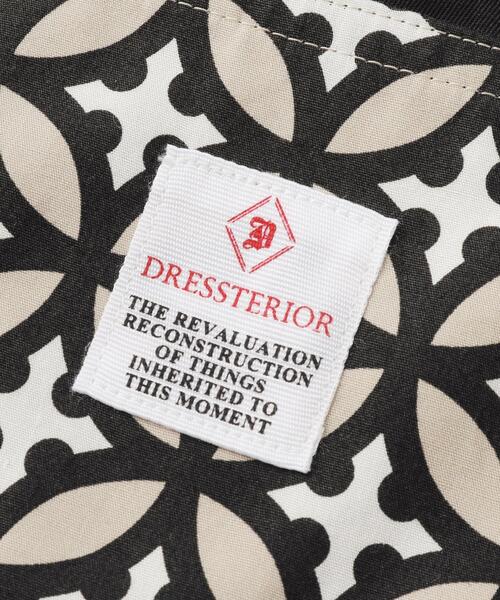 D
DRESSTERIOR
THE REVALUATION
RECONSTRUCTION
OF THINGS
INHERITED TO
THIS MOMENT